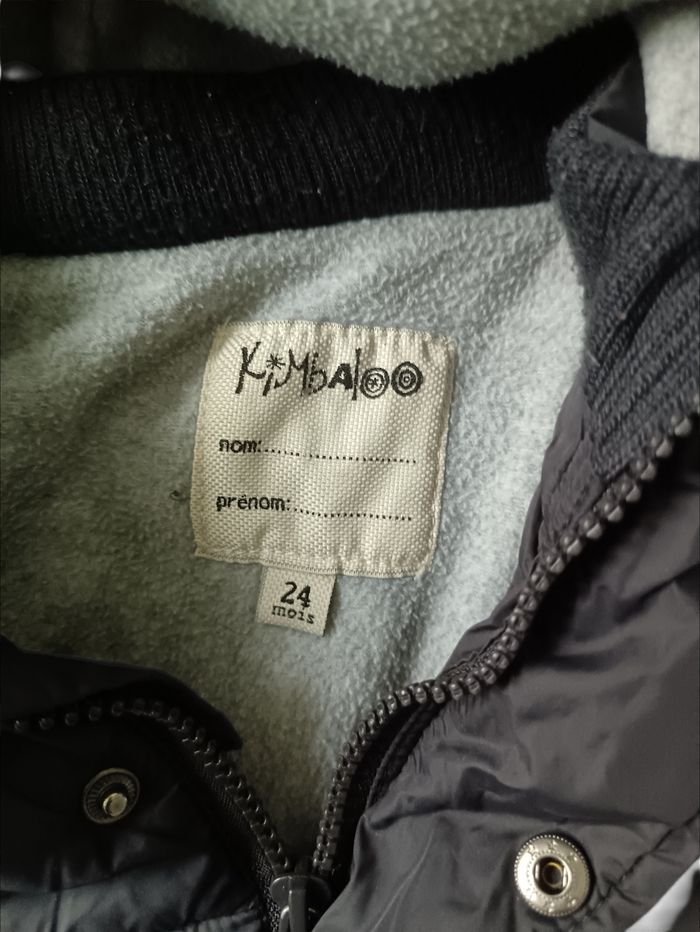 Kimbaloo
nom:....................
prénom:..................
24
mois